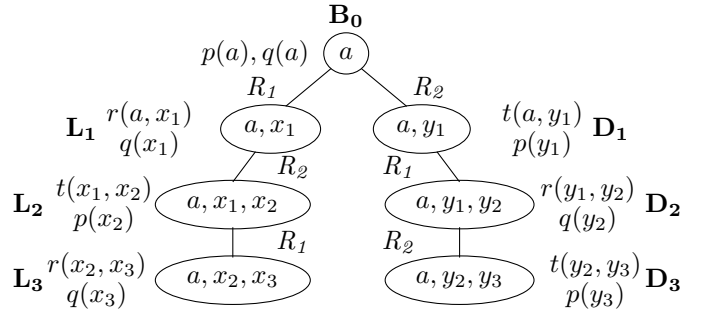 B₀
p(a), q(a) a
R₁ R₂
L₁ r(a, x₁) q(x₁) a, x₁ a, y₁ t(a, y₁) p(y₁) D₁
R₂ R₁
L₂ t(x₁, x₂) p(x₂) a, x₁, x₂ a, y₁, y₂ r(y₁, y₂) q(y₂) D₂
R₁ R₂
L₃ r(x₂, x₃) q(x₃) a, x₂, x₃ a, y₂, y₃ t(y₂, y₃) p(y₃) D₃